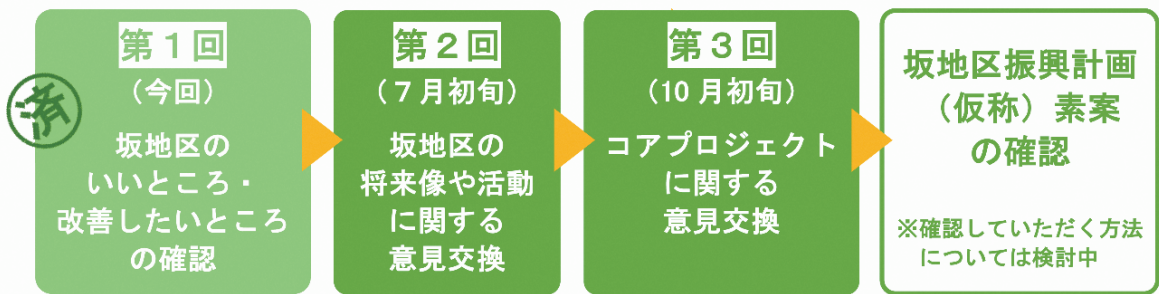 済
第１回
（今回）
坂地区の
いいところ・
改善したいところ
の確認
第２回
（７月初旬）
坂地区の
将来像や活動
に関する
意見交換
第３回
（10月初旬）
コアプロジェクト
に関する
意見交換
坂地区振興計画
（仮称）素案
の確認
※確認していただく方法
については検討中